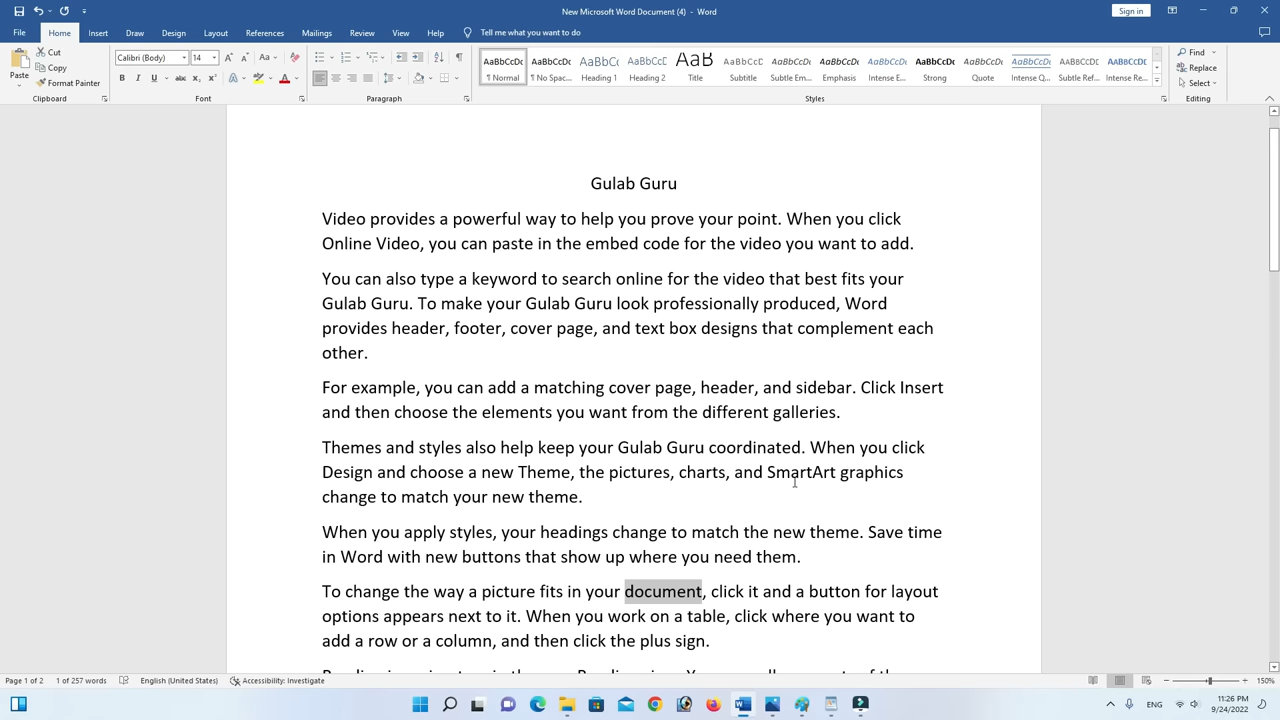 New Microsoft Word Document (4) - Word
Sign in
File Home Insert Draw Design Layout References Mailings Review View Help Tell me what you want to do
Paste
Cut
Copy
Format Painter
Clipboard
Calibri (Body) 14
Font
Paragraph
AaBbCcDc AaBbCcDc AaBbCc AaBbCcD AaB AaBbCcD AaBbCcDc AaBbCcDc AaBbCcDc AaBbCcDc AaBbCcDc AaBbCcDc AaBbCcDc AaBbCcDc
¶ Normal ¶ No Spac... Heading 1 Heading 2 Title Subtitle Subtle Em... Emphasis Intense E... Strong Quote Intense Q... Subtle Ref... Intense Re...
Styles
Find
Replace
Select
Editing
Gulab Guru
Video provides a powerful way to help you prove your point. When you click
Online Video, you can paste in the embed code for the video you want to add.
You can also type a keyword to search online for the video that best fits your
Gulab Guru. To make your Gulab Guru look professionally produced, Word
provides header, footer, cover page, and text box designs that complement each
other.
For example, you can add a matching cover page, header, and sidebar. Click Insert
and then choose the elements you want from the different galleries.
Themes and styles also help keep your Gulab Guru coordinated. When you click
Design and choose a new Theme, the pictures, charts, and SmartArt graphics
change to match your new theme.
When you apply styles, your headings change to match the new theme. Save time
in Word with new buttons that show up where you need them.
To change the way a picture fits in your document, click it and a button for layout
options appears next to it. When you work on a table, click where you want to
add a row or a column, and then click the plus sign.
Page 1 of 2 1 of 257 words English (United States) Accessibility: Investigate 150%
ENG
11:26 PM
9/24/2022